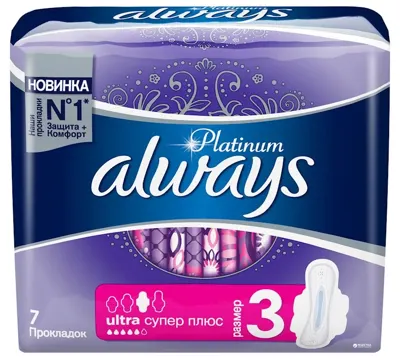 НОВИНКА
Наши прокладки
N°1*
Защита +
Комфорт
Platinum
always
7
Прокладок
ultra супер плюс
размер
3